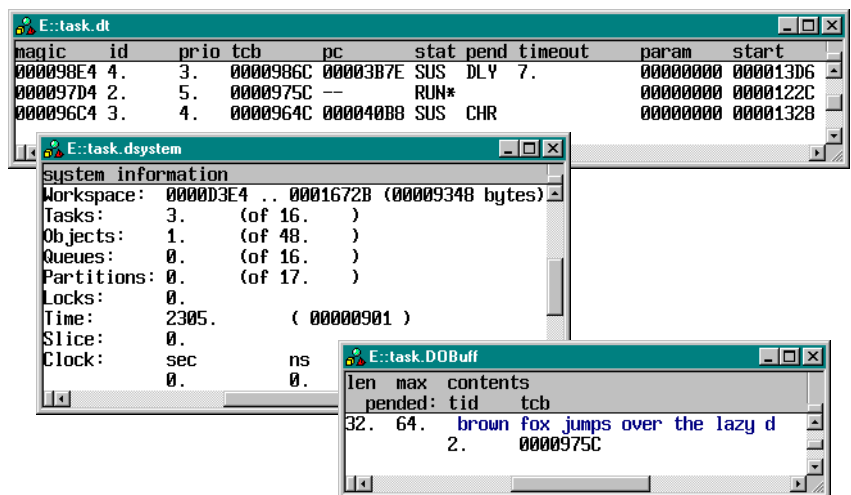 E::task.dt
magic id prio tcb pc stat pend timeout param start
000098E4 4. 3. 0000986C 00003B7E SUS DLY 7. 00000000 000013D6
000097D4 2. 5. 0000975C -- RUN* 00000000 0000122C
000096C4 3. 4. 0000964C 000040B8 SUS CHR 00000000 00001328
E::task.dsystem
system information
Workspace: 0000D3E4 .. 0001672B (00009348 bytes)
Tasks: 3. (of 16. )
Objects: 1. (of 48. )
Queues: 0. (of 16. )
Partitions: 0. (of 17. )
Locks: 0.
Time: 2305. ( 00000901 )
Slice: 0.
Clock: sec ns
0. 0.
E::task.DOBuff
len max contents
pended: tid tcb
32. 64. brown fox jumps over the lazy d
2. 0000975C